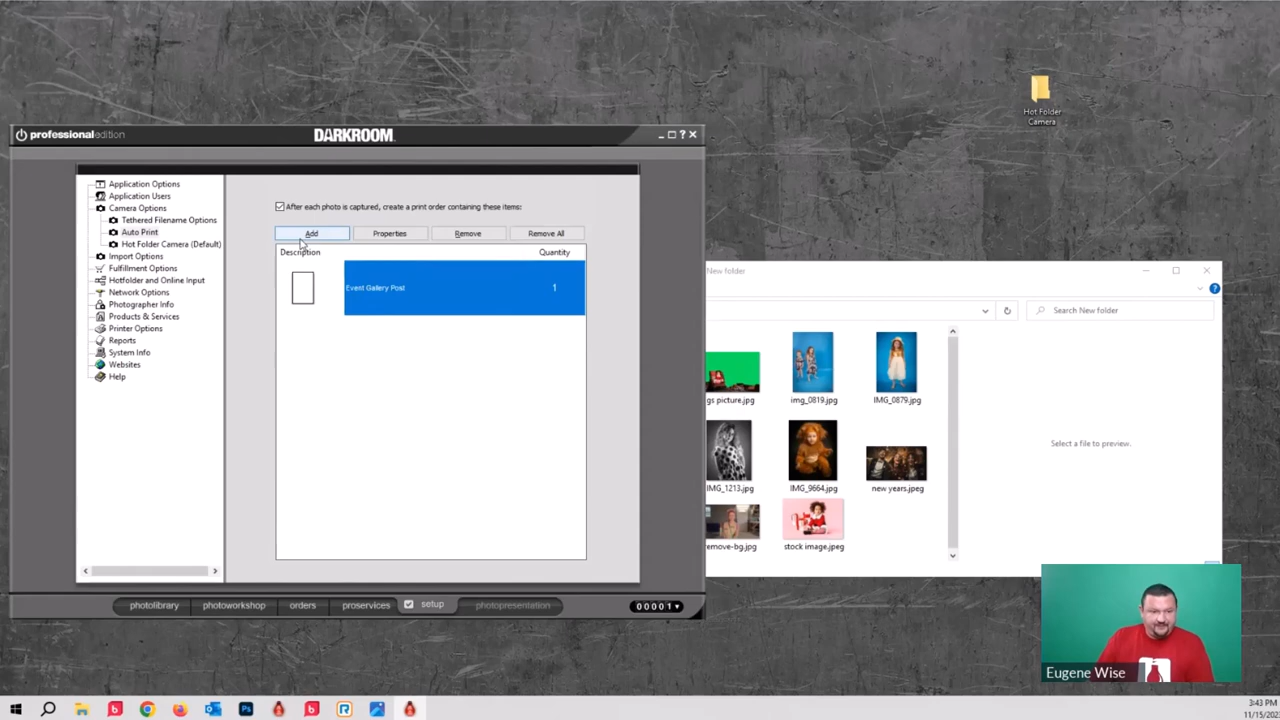 Hot Folder
Camera
professionaledition
DARKROOM
?
Application Options
Application Users
Camera Options
Tethered Filename Options
Auto Print
Hot Folder Camera (Default)
Import Options
Fulfillment Options
Hotfolder and Online Input
Network Options
Photographer Info
Products & Services
Printer Options
Reports
System Info
Websites
Help
After each photo is captured, create a print order containing these items:
Add Properties Remove Remove All
Description Quantity
Event Gallery Post 1
photolibrary photoworkshop orders proservices setup photopresentation 00001
New folder
Search New folder
gs picture.jpg img_0819.jpg IMG_0879.jpg
IMG_1213.jpg IMG_9664.jpg new years.jpeg
remove-bg.jpg stock image.jpeg
Select a file to preview.
Eugene Wise
3:43 PM
11/15/202